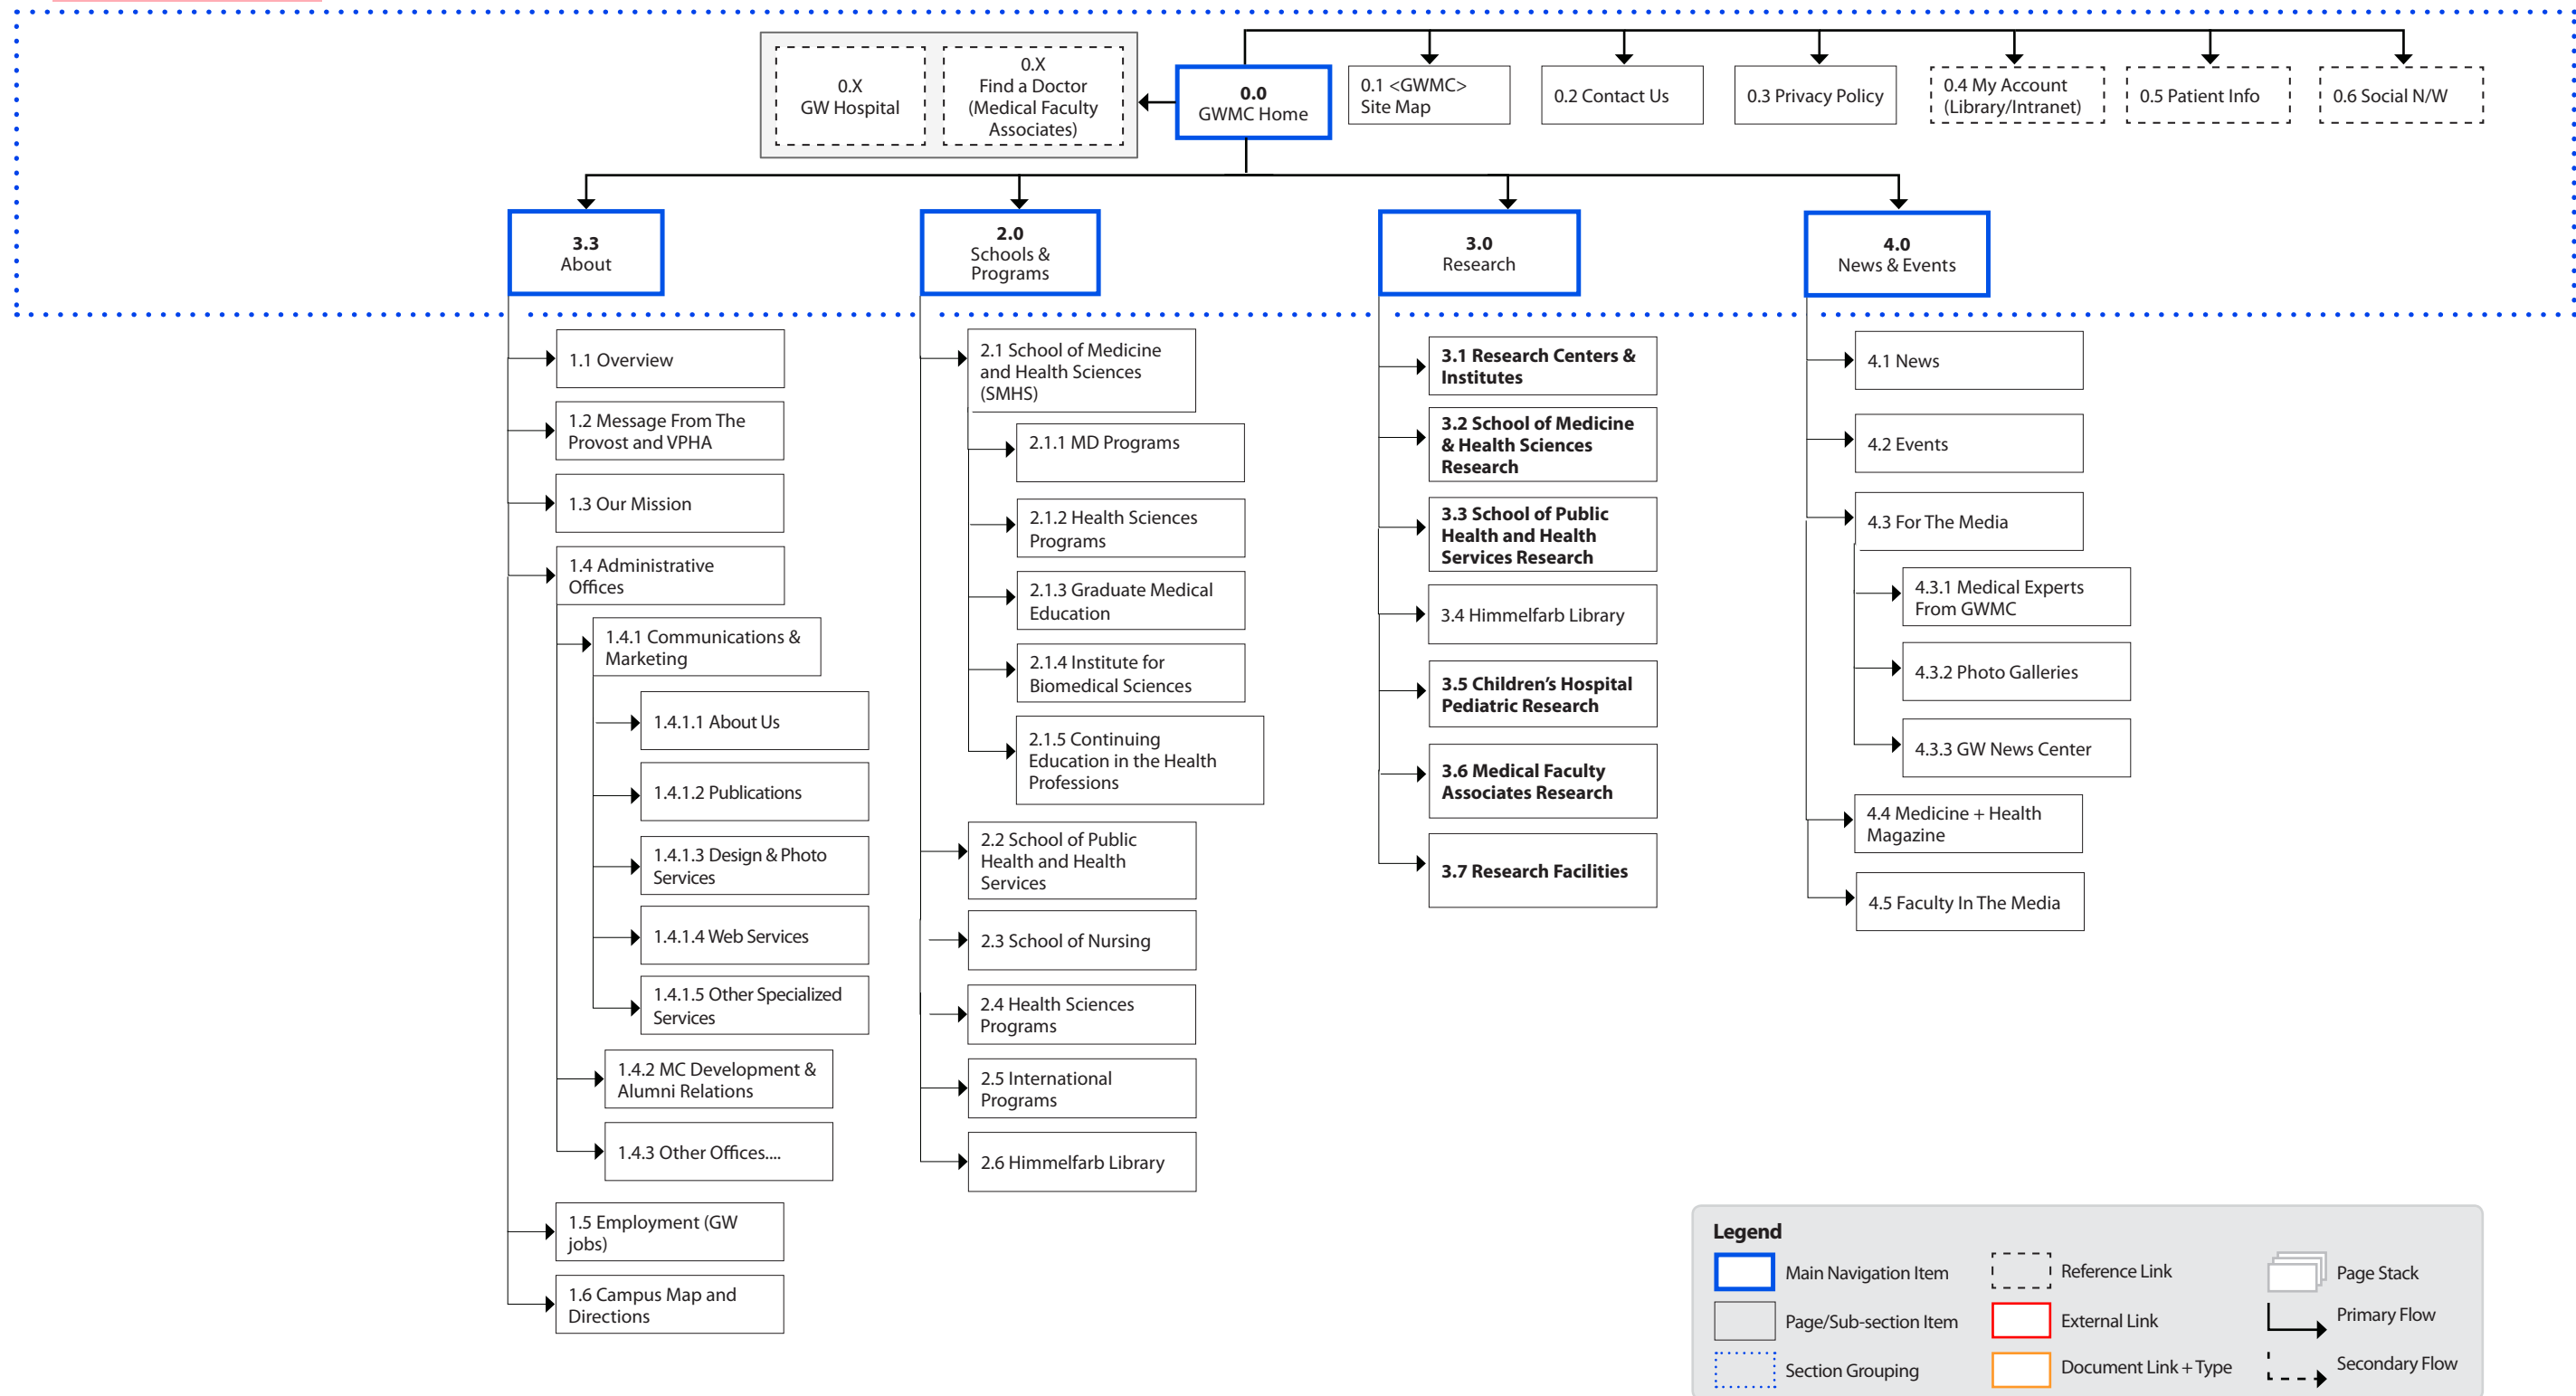 0.X
GW Hospital
0.X
Find a Doctor
(Medical Faculty
Associates)
0.0
GWMC Home
0.1 <GWMC>
Site Map
0.2 Contact Us
0.3 Privacy Policy
0.4 My Account
(Library/Intranet)
0.5 Patient Info
0.6 Social N/W
3.3
About
2.0
Schools &
Programs
3.0
Research
4.0
News & Events
1.1 Overview
1.2 Message From The
Provost and VPHA
1.3 Our Mission
1.4 Administrative
Offices
1.4.1 Communications &
Marketing
1.4.1.1 About Us
1.4.1.2 Publications
1.4.1.3 Design & Photo
Services
1.4.1.4 Web Services
1.4.1.5 Other Specialized
Services
1.4.2 MC Development &
Alumni Relations
1.4.3 Other Offices....
1.5 Employment (GW
jobs)
1.6 Campus Map and
Directions
2.1 School of Medicine
and Health Sciences
(SMHS)
2.1.1 MD Programs
2.1.2 Health Sciences
Programs
2.1.3 Graduate Medical
Education
2.1.4 Institute for
Biomedical Sciences
2.1.5 Continuing
Education in the Health
Professions
2.2 School of Public
Health and Health
Services
2.3 School of Nursing
2.4 Health Sciences
Programs
2.5 International
Programs
2.6 Himmelfarb Library
3.1 Research Centers &
Institutes
3.2 School of Medicine
& Health Sciences
Research
3.3 School of Public
Health and Health
Services Research
3.4 Himmelfarb Library
3.5 Children’s Hospital
Pediatric Research
3.6 Medical Faculty
Associates Research
3.7 Research Facilities
4.1 News
4.2 Events
4.3 For The Media
4.3.1 Medical Experts
From GWMC
4.3.2 Photo Galleries
4.3.3 GW News Center
4.4 Medicine + Health
Magazine
4.5 Faculty In The Media
Legend
Main Navigation Item
Page/Sub-section Item
Section Grouping
Reference Link
External Link
Document Link + Type
Page Stack
Primary Flow
Secondary Flow